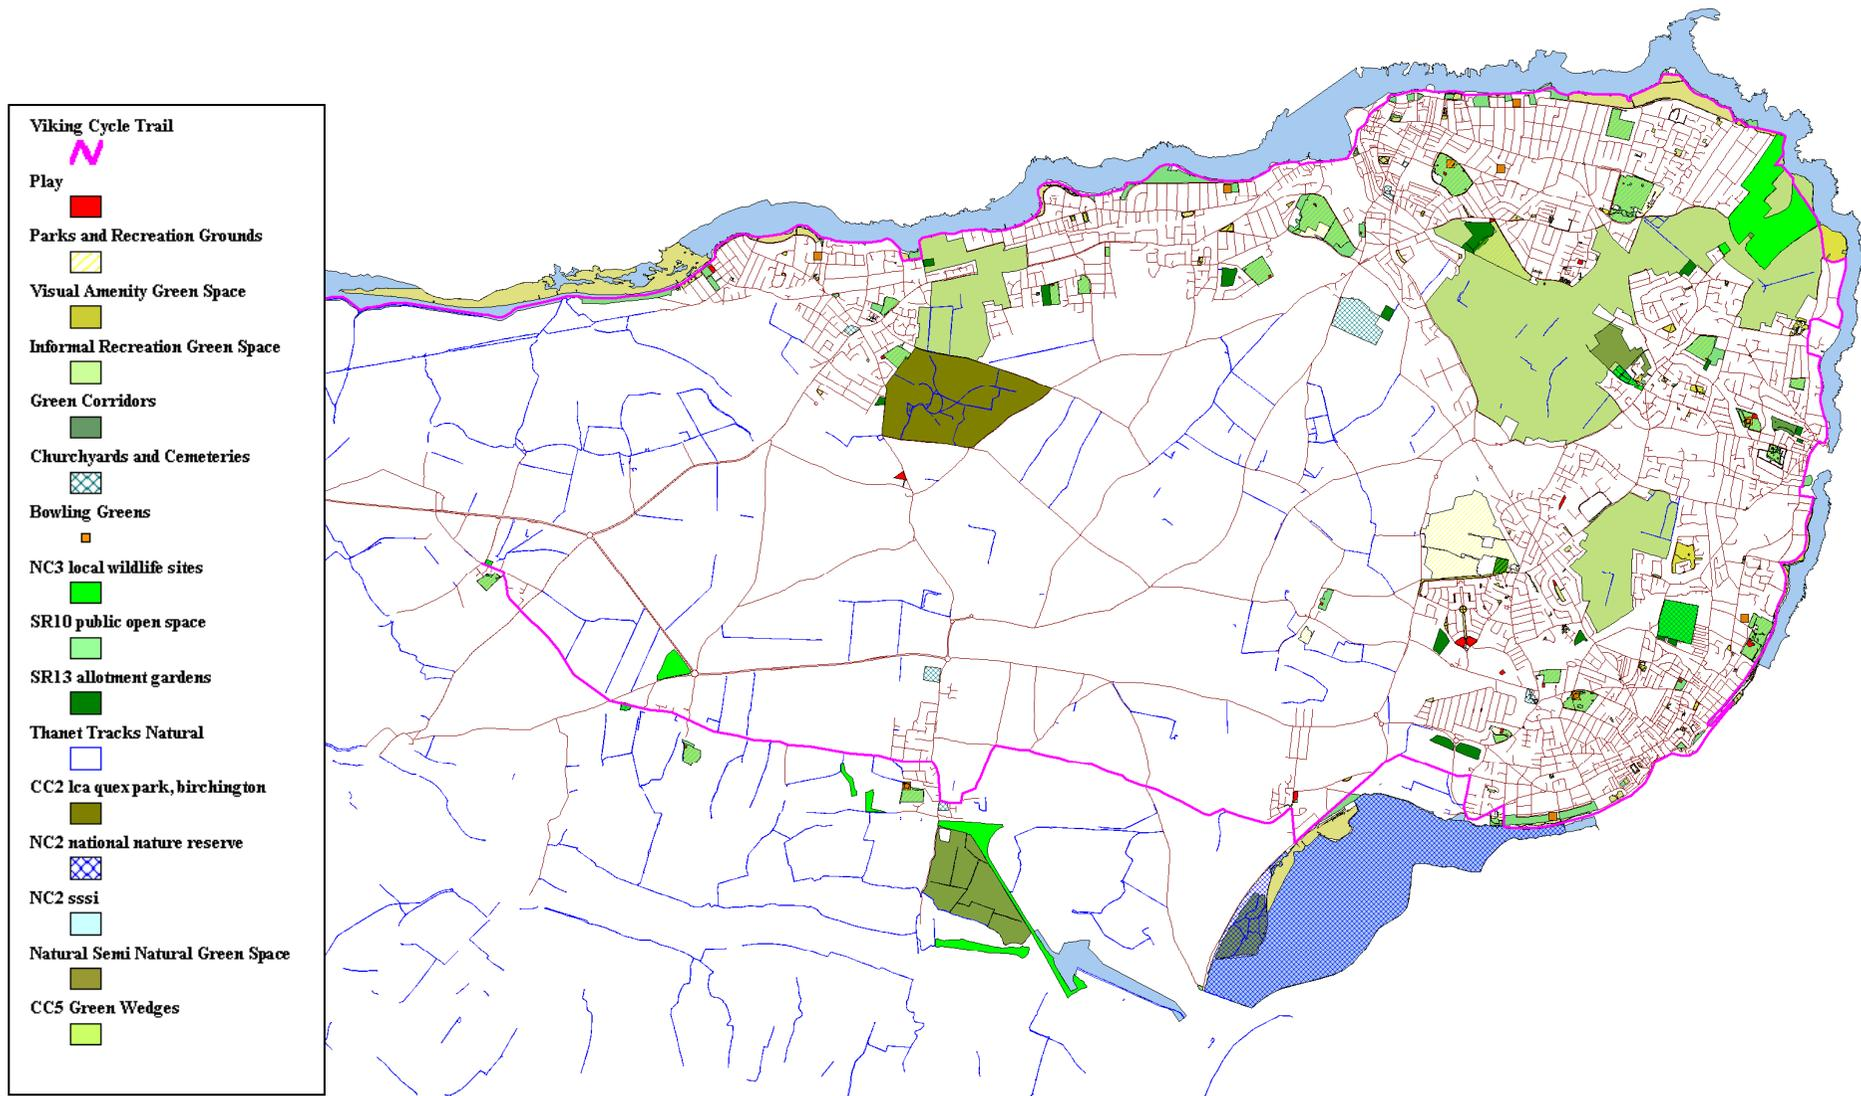 Viking Cycle Trail
Play
Parks and Recreation Grounds
Visual Amenity Green Space
Informal Recreation Green Space
Green Corridors
Churchyards and Cemeteries
Bowling Greens
NC3 local wildlife sites
SR10 public open space
SR13 allotment gardens
Thanet Tracks Natural
CC2 lca quex park, birchington
NC2 national nature reserve
NC2 sssi
Natural Semi Natural Green Space
CC5 Green Wedges